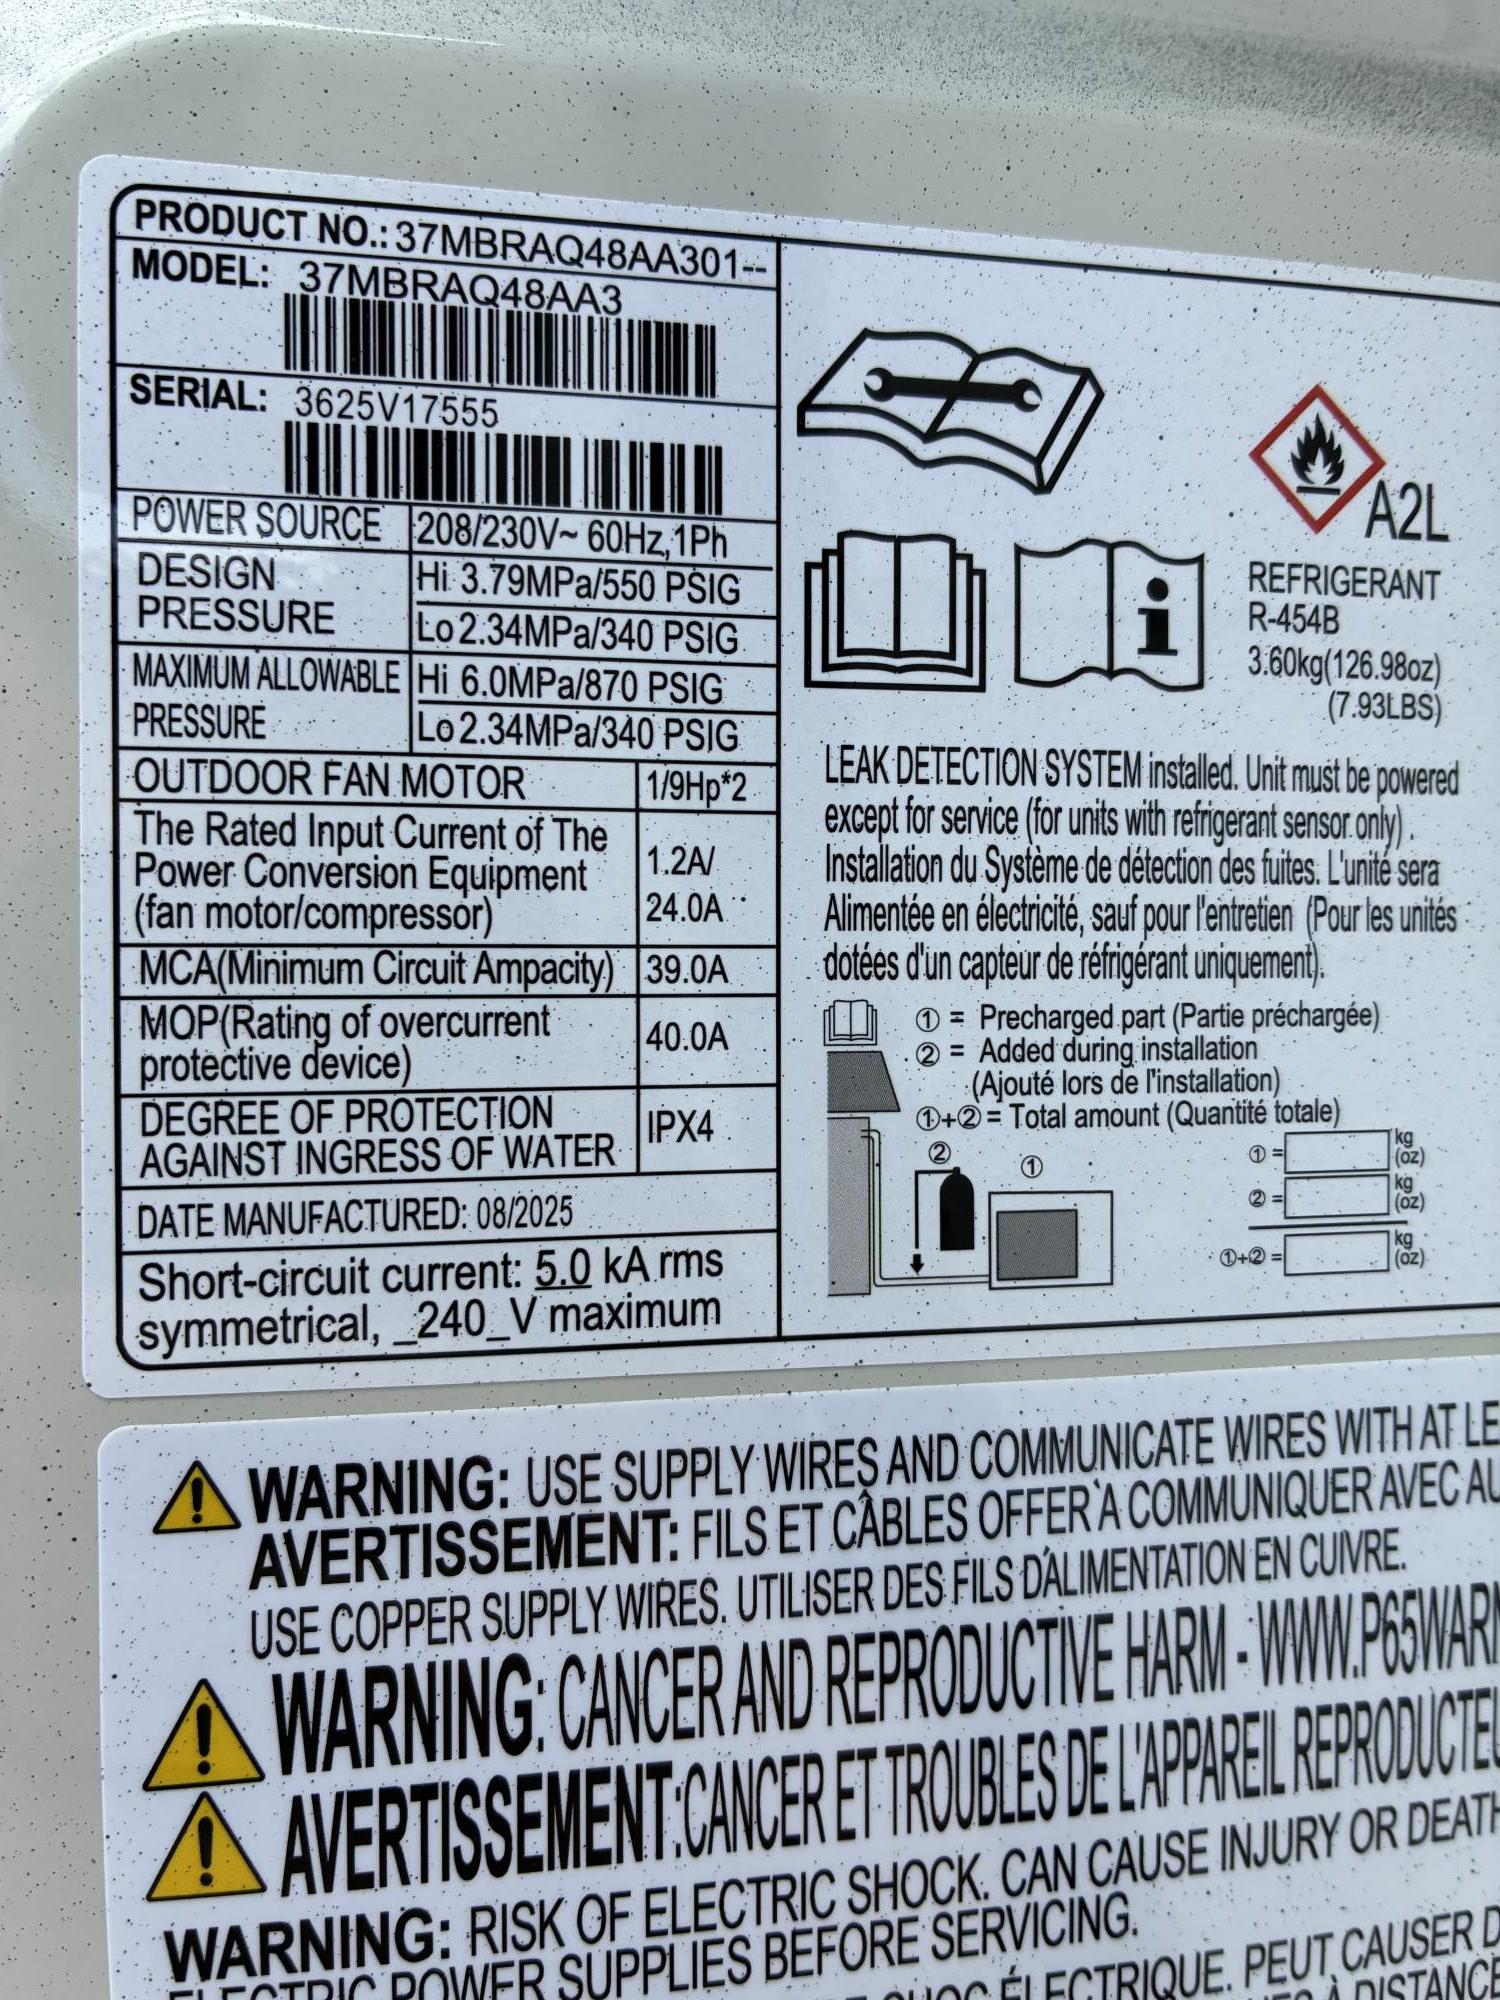 PRODUCT NO.: 37MBRAQ48AA301--
MODEL: 37MBRAQ48AA3
SERIAL: 3625V17555
POWER SOURCE 208/230V~ 60Hz,1Ph
DESIGN PRESSURE Hi 3.79MPa/550 PSIG
Lo 2.34MPa/340 PSIG
MAXIMUM ALLOWABLE PRESSURE Hi 6.0MPa/870 PSIG
Lo 2.34MPa/340 PSIG
OUTDOOR FAN MOTOR 1/9Hp*2
The Rated Input Current of The
Power Conversion Equipment
(fan motor/compressor)
1.2A/
24.0A
MCA(Minimum Circuit Ampacity) 39.0A
MOP(Rating of overcurrent
protective device)
40.0A
DEGREE OF PROTECTION
AGAINST INGRESS OF WATER
IPX4
DATE MANUFACTURED: 08/2025
Short-circuit current: 5.0 kA rms
symmetrical, _240_V maximum
A2L
REFRIGERANT
R-454B
3.60kg(126.98oz)
(7.93LBS)
LEAK DETECTION SYSTEM installed. Unit must be powered
except for service (for units with refrigerant sensor only) .
Installation du Système de détection des fuites. L'unité sera
Alimentée en électricité, sauf pour l'entretien (Pour les unités
dotées d'un capteur de réfrigérant uniquement).
① = Precharged part (Partie préchargée)
② = Added during installation
(Ajouté lors de l'installation)
①+②= Total amount (Quantité totale)
② ①
①= kg (oz)
②= kg (oz)
①+②= kg (oz)
WARNING: USE SUPPLY WIRES AND COMMUNICATE WIRES WITH AT LE
AVERTISSEMENT: FILS ET CÂBLES OFFER À COMMUNIQUER AVEC AU
USE COPPER SUPPLY WIRES. UTILISER DES FILS D'ALIMENTATION EN CUIVRE.
WARNING: CANCER AND REPRODUCTIVE HARM - WWW.P65WARN
AVERTISSEMENT:CANCER ET TROUBLES DE L'APPAREIL REPRODUCTEU
WARNING: RISK OF ELECTRIC SHOCK. CAN CAUSE INJURY OR DEATH
ELECTRIC POWER SUPPLIES BEFORE SERVICING.
CHOC ÉLECTRIQUE. PEUT CAUSER D
À DISTANCE